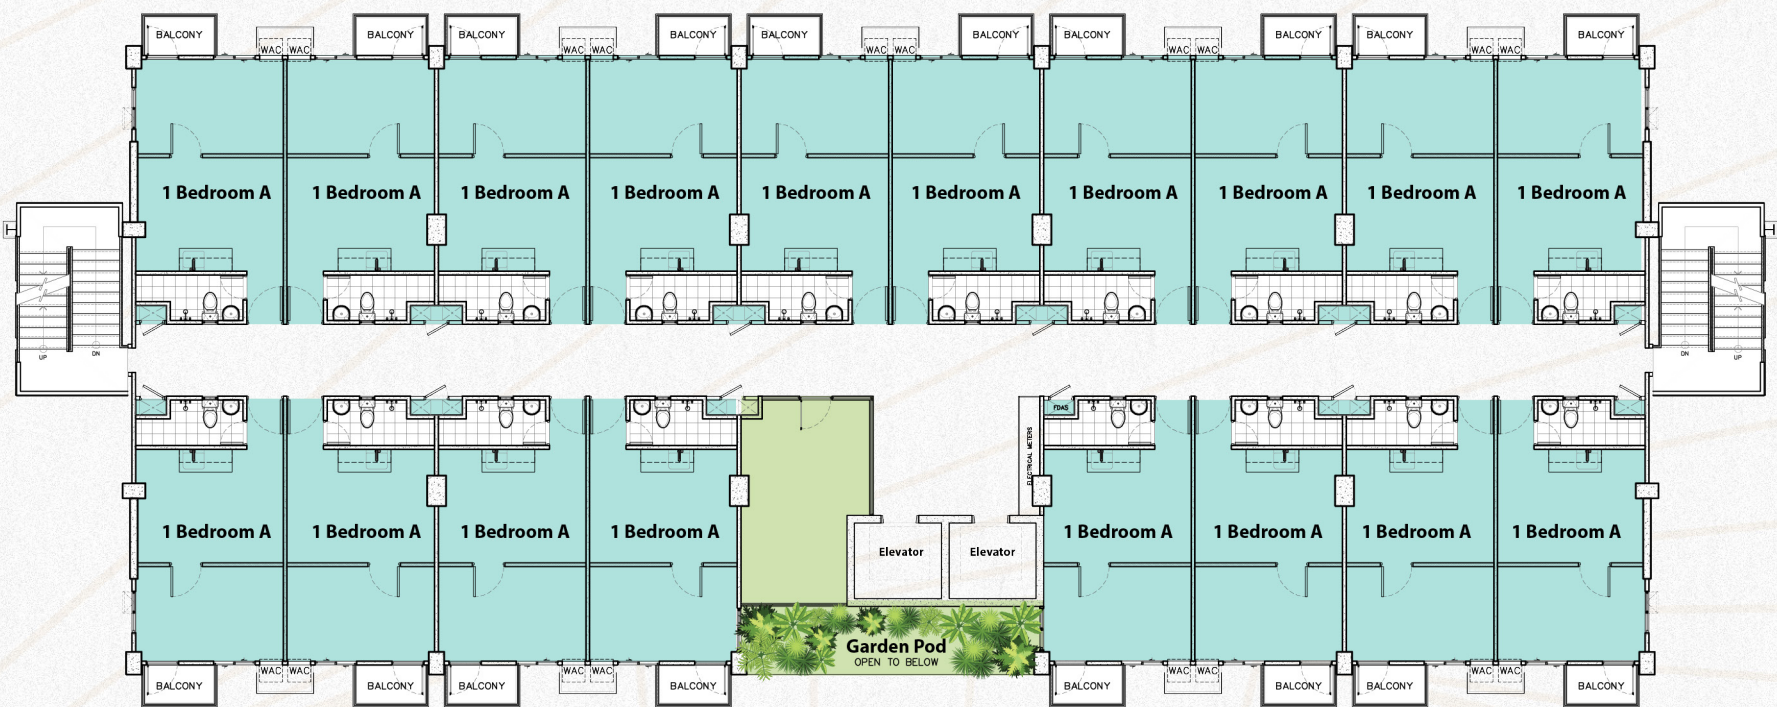 BALCONY BALCONY BALCONY BALCONY BALCONY BALCONY BALCONY BALCONY BALCONY BALCONY
WAC WAC WAC WAC WAC WAC WAC WAC WAC WAC
1 Bedroom A 1 Bedroom A 1 Bedroom A 1 Bedroom A 1 Bedroom A 1 Bedroom A 1 Bedroom A 1 Bedroom A 1 Bedroom A 1 Bedroom A
UP DN DN UP
FDAS
ELECTRICAL METERS
1 Bedroom A 1 Bedroom A 1 Bedroom A 1 Bedroom A 1 Bedroom A 1 Bedroom A 1 Bedroom A 1 Bedroom A
Elevator Elevator
Garden Pod
OPEN TO BELOW
WAC WAC WAC WAC WAC WAC WAC WAC
BALCONY BALCONY BALCONY BALCONY BALCONY BALCONY BALCONY BALCONY